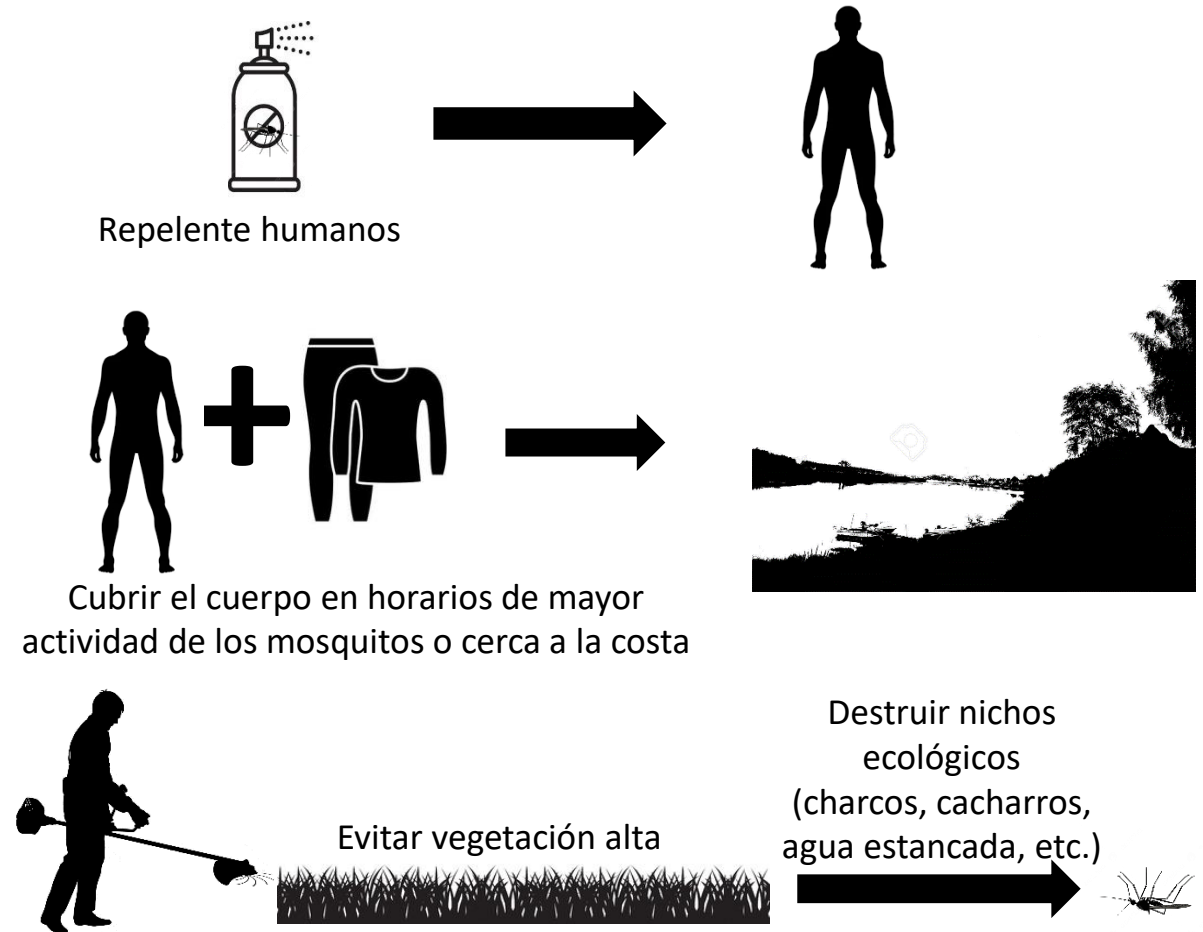 Repelente humanos
Cubrir el cuerpo en horarios de mayor
actividad de los mosquitos o cerca a la costa
Evitar vegetación alta
Destruir nichos
ecológicos
(charcos, cacharros,
agua estancada, etc.)